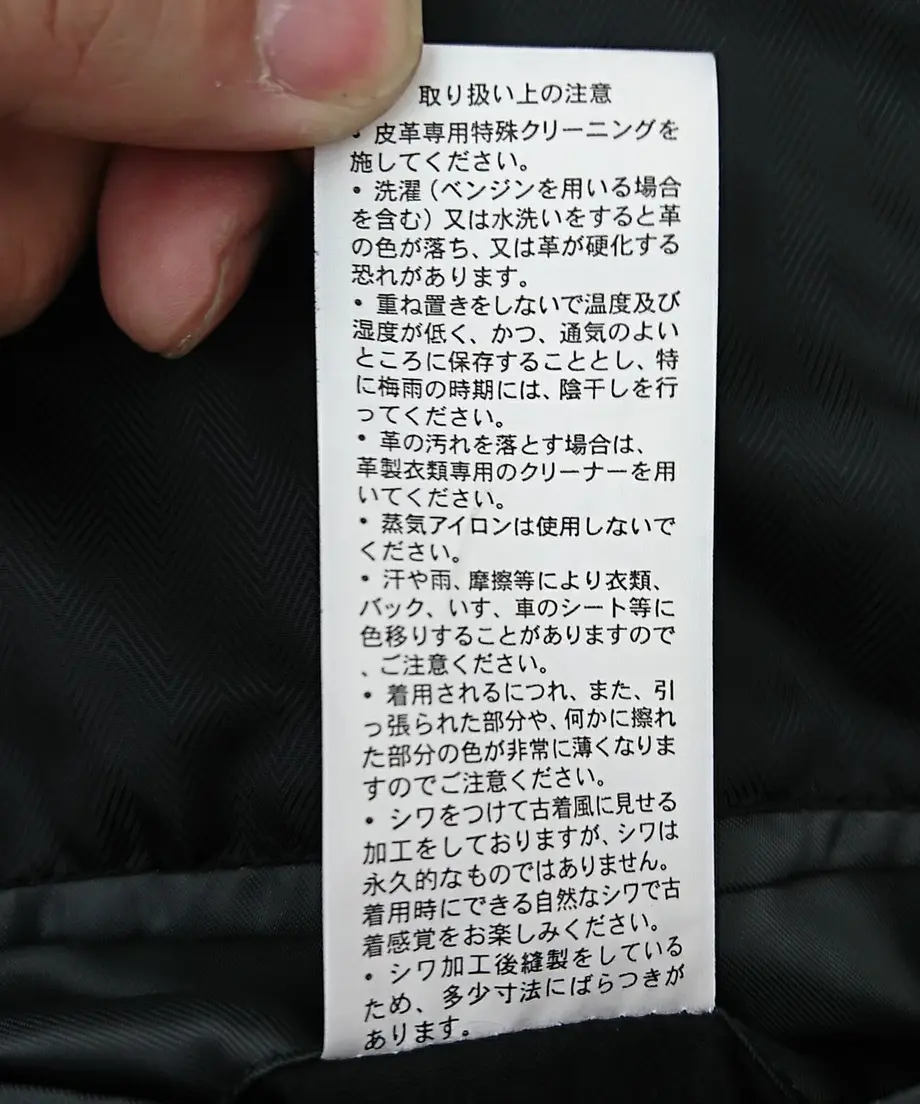 取り扱い上の注意
・皮革専用特殊クリーニングを
施してください。
・洗濯(ベンジンを用いる場合
を含む)又は水洗いをすると革
の色が落ち、又は革が硬化する
恐れがあります。
・重ね置きをしないで温度及び
湿度が低く、かつ、通気のよい
ところに保存することとし、特
に梅雨の時期には、陰干しを行
ってください。
・革の汚れを落とす場合は、
革製衣類専用のクリーナーを用
いてください。
・蒸気アイロンは使用しないで
ください。
・汗や雨、摩擦等により衣類、
バック、いす、車のシート等に
色移りすることがありますので
、ご注意ください。
・着用されるにつれ、また、引
っ張られた部分や、何かに擦れ
た部分の色が非常に薄くなりま
すのでご注意ください。
・シワをつけて古着風に見せる
加工をしておりますが、シワは
永久的なものではありません。
着用時にできる自然なシワで古
着感覚をお楽しみください。
・シワ加工後縫製をしている
ため、多少寸法にばらつきが
あります。